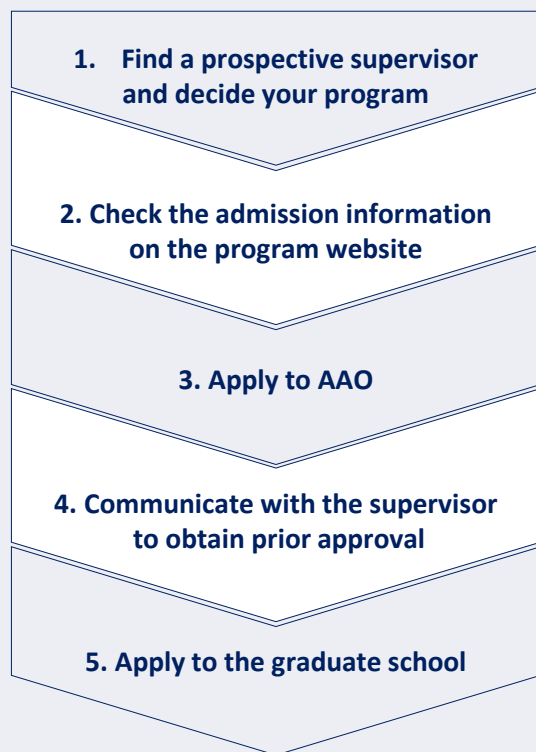 1. Find a prospective supervisor
and decide your program
2. Check the admission information
on the program website
3. Apply to AAO
4. Communicate with the supervisor
to obtain prior approval
5. Apply to the graduate school